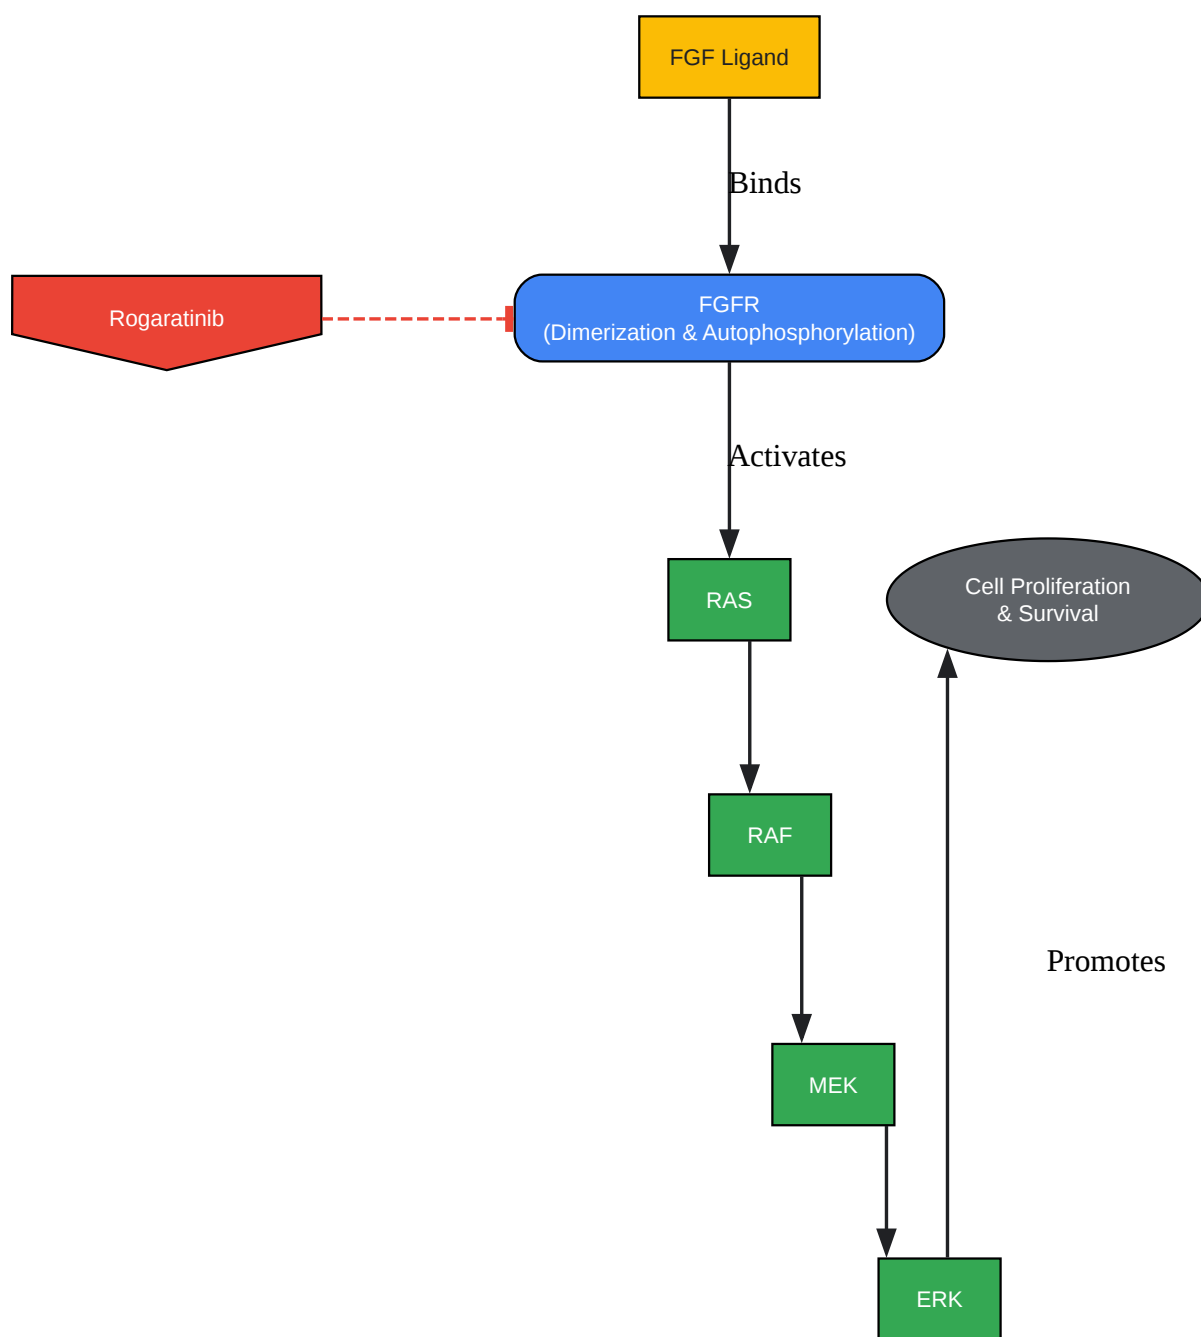 FGF Ligand
Binds
Rogaratinib
FGFR
(Dimerization & Autophosphorylation)
Activates
RAS
Cell Proliferation
& Survival
RAF
Promotes
MEK
ERK